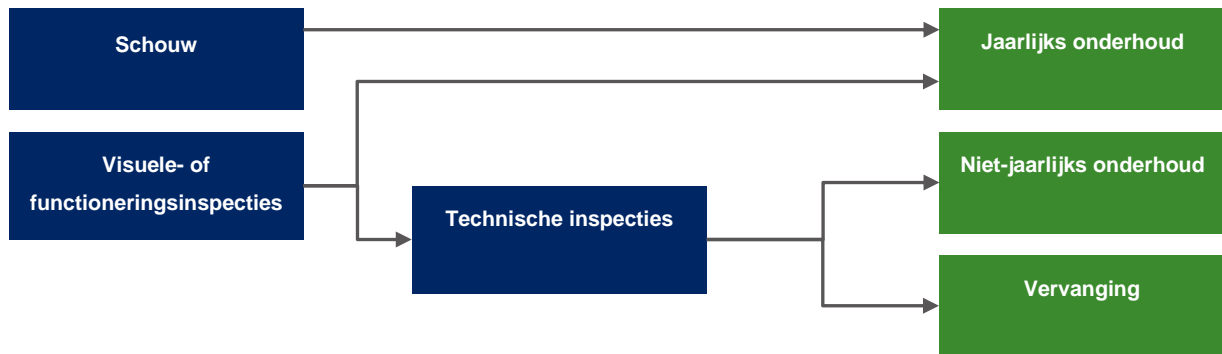 Schouw
Jaarlijks onderhoud
Visuele- of
functioneringsinspecties
Niet-jaarlijks onderhoud
Technische inspecties
Vervanging